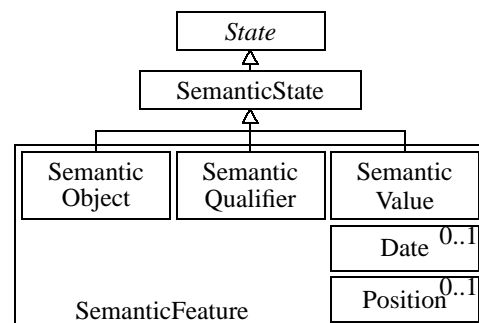 State
SemanticState
Semantic
Object
Semantic
Qualifier
Semantic
Value
Date 0..1
Position 0..1
SemanticFeature